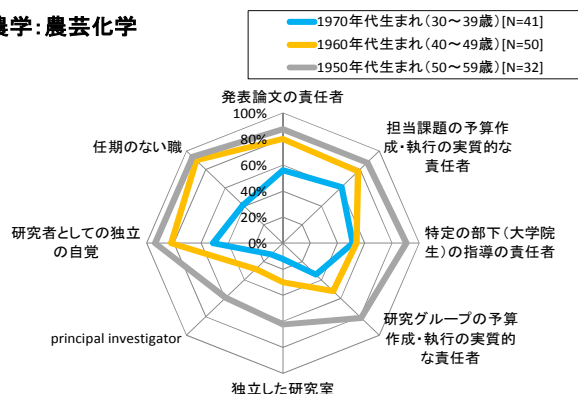 農学：農芸化学
1970年代生まれ（30～39歳）[N=41]
1960年代生まれ（40～49歳）[N=50]
1950年代生まれ（50～59歳）[N=32]
発表論文の責任者
100%
80%
60%
40%
20%
0%
担当課題の予算作
成・執行の実質的な
責任者
特定の部下（大学院
生）の指導の責任者
研究グループの予算
作成・執行の実質的
な責任者
独立した研究室
principal investigator
研究者としての独立
の自覚
任期のない職